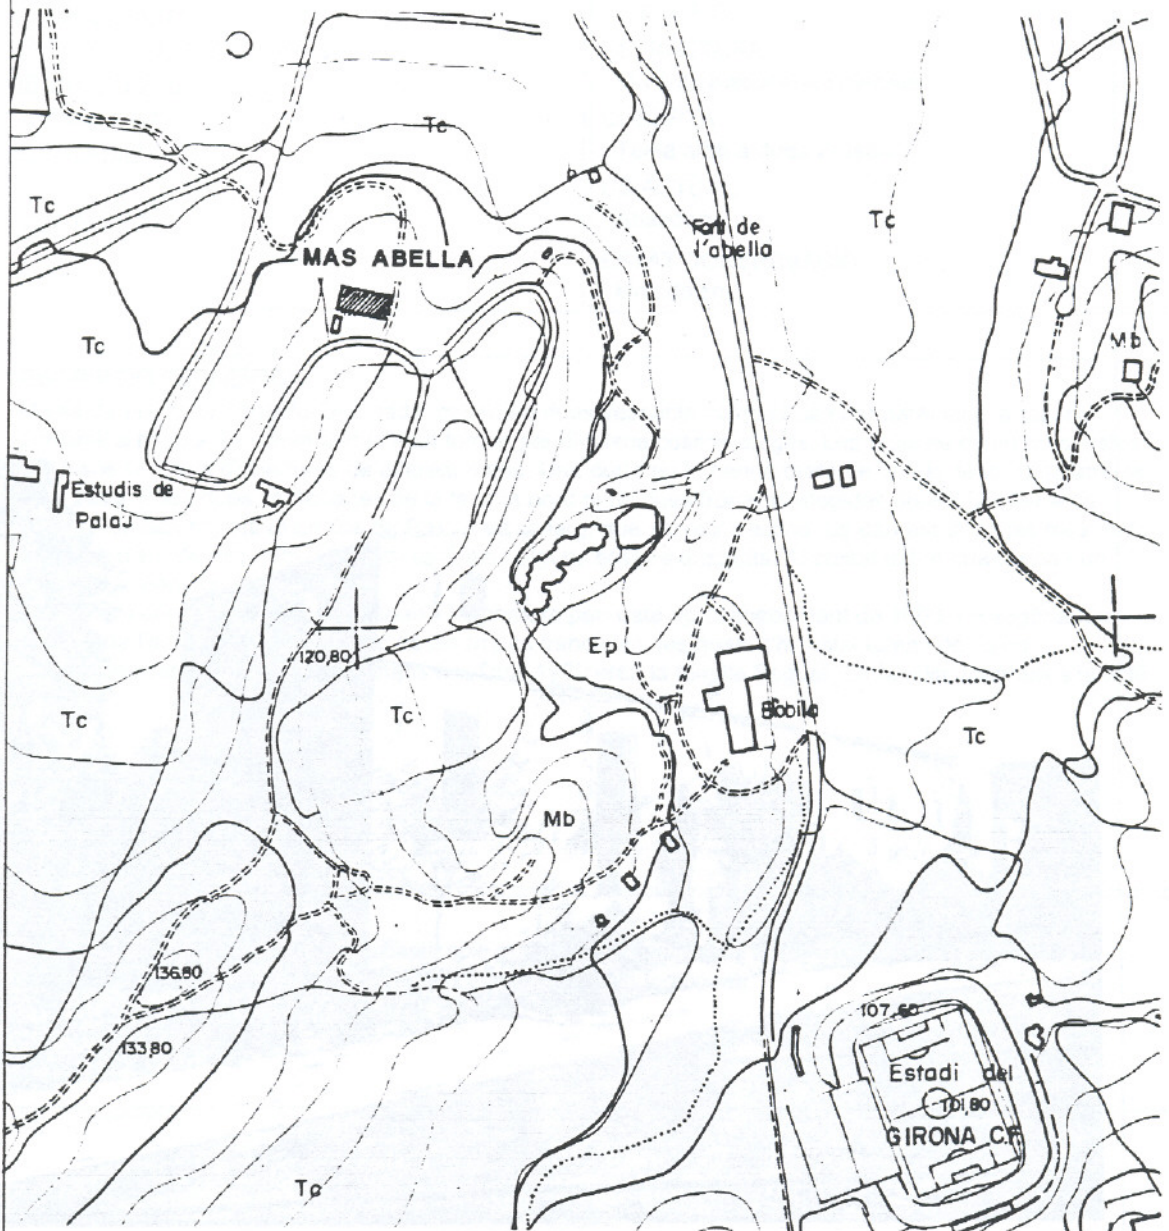 Tc
Tc
Font de
l'abella
Tc
MAS ABELLA
Tc
Mb
Estudis de
Palau
Ep
120,80
Tc
Tc
Bòbila
Tc
Mb
136,80
107,60
133,80
Estadi del
101,80
GIRONA C.F.
Tc